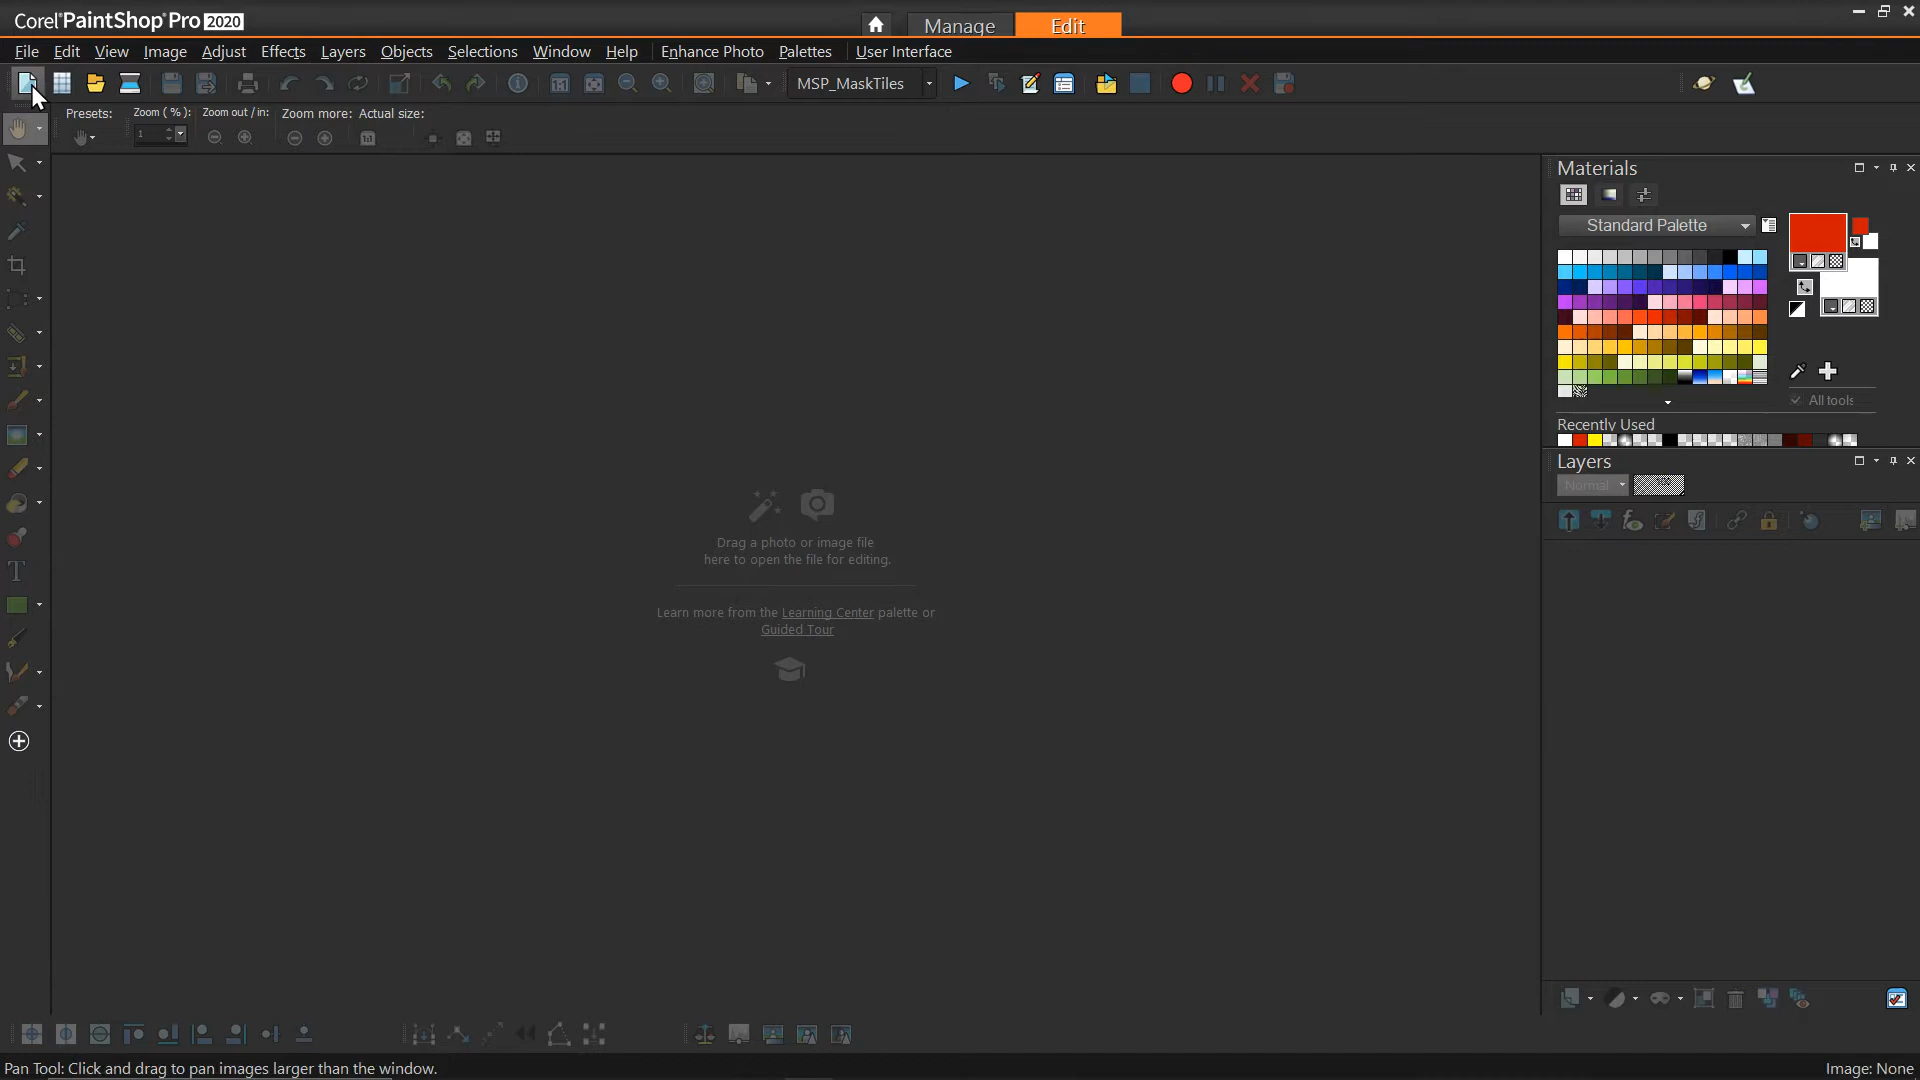 Corel PaintShop Pro 2020
Manage
Edit
File Edit View Image Adjust Effects Layers Objects Selections Window Help Enhance Photo Palettes User Interface
MSP_MaskTiles
Presets: Zoom ( % ): Zoom out / in: Zoom more: Actual size:
1
Materials
Standard Palette
All tools
Recently Used
Layers
Normal
Drag a photo or image file
here to open the file for editing.
Learn more from the Learning Center palette or
Guided Tour
T
Pan Tool: Click and drag to pan images larger than the window.
Image: None